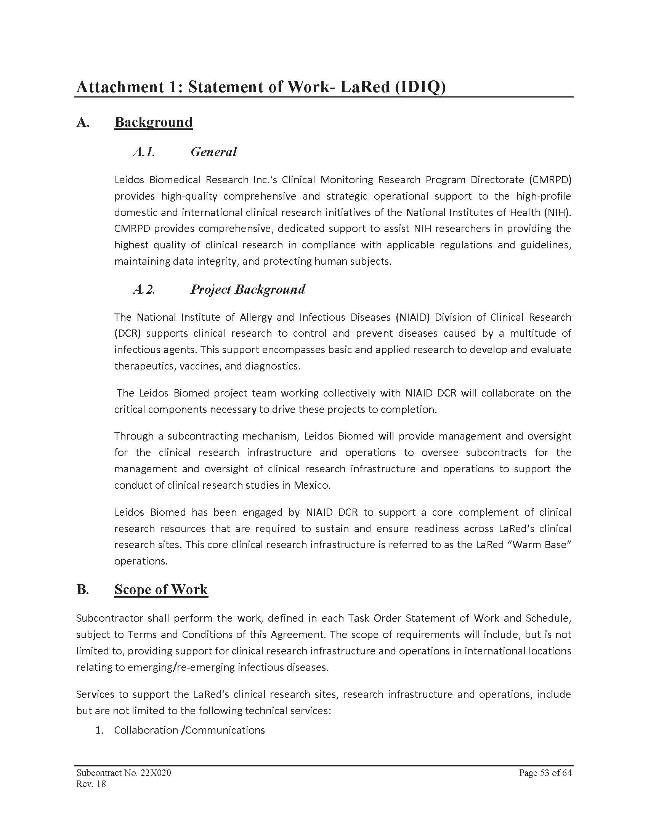 Attachment 1: Statement of Work- LaRed (IDIQ)
A. Background
A.1. General
Leidos Biomedical Research Inc.'s Clinical Monitoring Research Program Directorate (CMRPD)
provides high-quality comprehensive and strategic operational support to the high-profile
domestic and international clinical research initiatives of the National Institutes of Health (NIH).
CMRPD provides comprehensive, dedicated support to assist NIH researchers in providing the
highest quality of clinical research in compliance with applicable regulations and guidelines,
maintaining data integrity, and protecting human subjects.
A.2. Project Background
The National Institute of Allergy and Infectious Diseases (NIAID) Division of Clinical Research
(DCR) supports clinical research to control and prevent diseases caused by a multitude of
infectious agents. This support encompasses basic and applied research to develop and evaluate
therapeutics, vaccines, and diagnostics.
The Leidos Biomed project team working collectively with NIAID DCR will collaborate on the
critical components necessary to drive these projects to completion.
Through a subcontracting mechanism, Leidos Biomed will provide management and oversight
for the clinical research infrastructure and operations to oversee subcontracts for the
management and oversight of clinical research infrastructure and operations to support the
conduct of clinical research studies in Mexico.
Leidos Biomed has been engaged by NIAID DCR to support a core complement of clinical
research resources that are required to sustain and ensure readiness across LaRed's clinical
research sites. This core clinical research infrastructure is referred to as the LaRed "Warm Base"
operations.
B. Scope of Work
Subcontractor shall perform the work, defined in each Task Order Statement of Work and Schedule,
subject to Terms and Conditions of this Agreement. The scope of requirements will include, but is not
limited to, providing support for clinical research infrastructure and operations in international locations
relating to emerging/re-emerging infectious diseases.
Services to support the LaRed's clinical research sites, research infrastructure and operations, include
but are not limited to the following technical services:
1. Collaboration /Communications
Subcontract No. 22X020 Page 53 of 64
Rev. 18